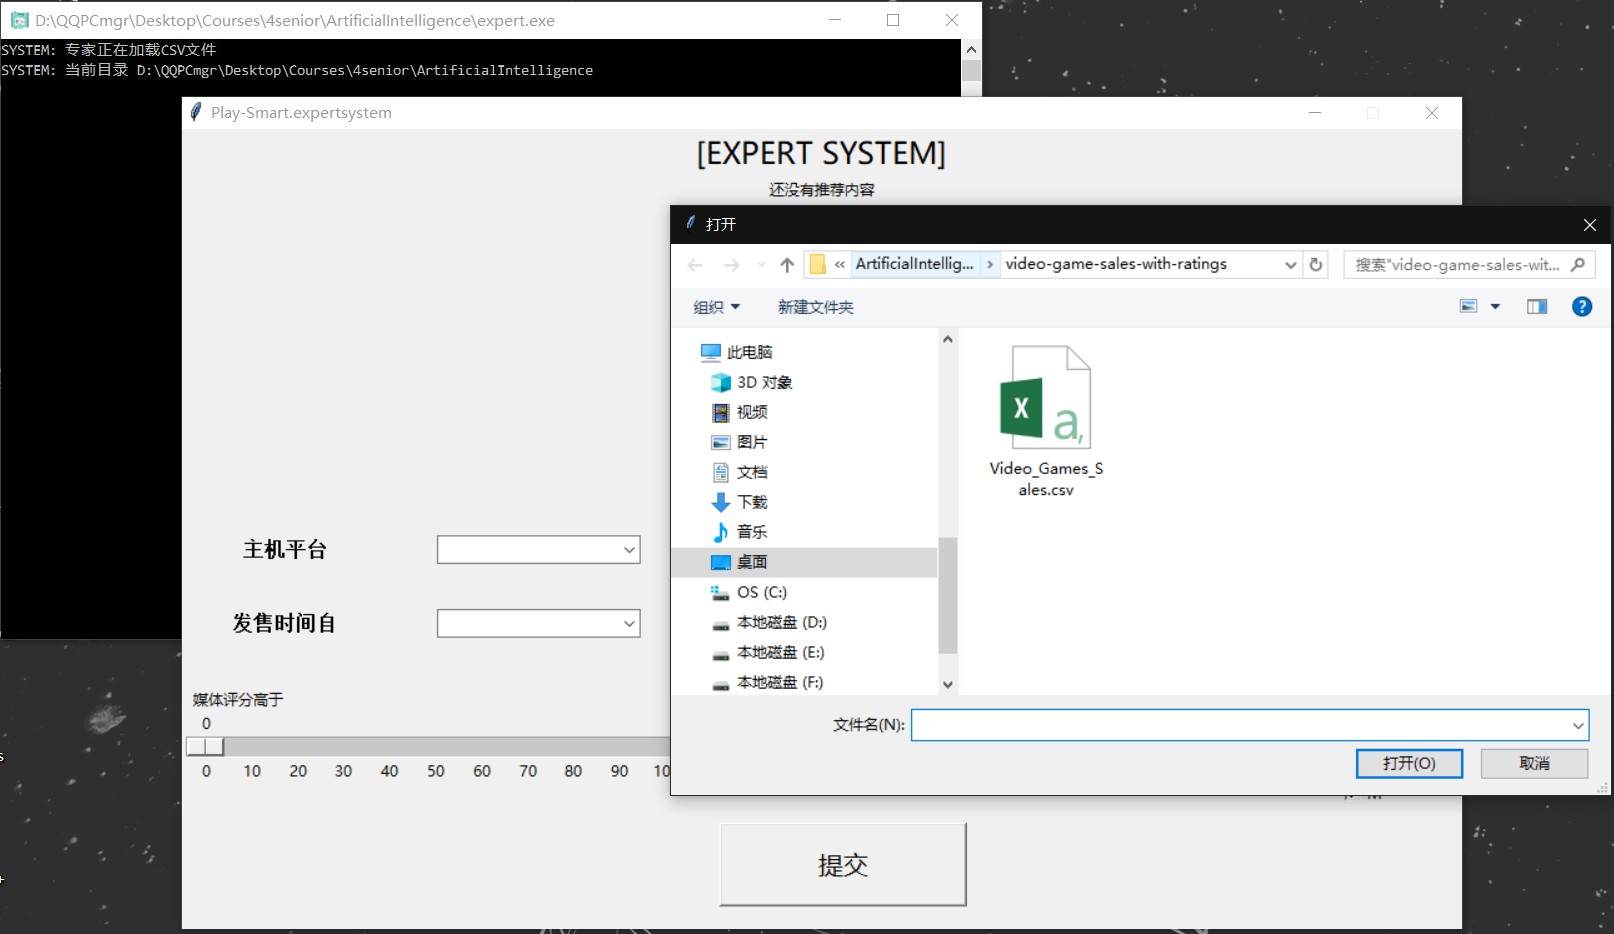 D:\QQPCmgr\Desktop\Courses\4senior\ArtificialIntelligence\expert.exe
SYSTEM: 专家正在加载CSV文件
SYSTEM: 当前目录 D:\QQPCmgr\Desktop\Courses\4senior\ArtificialIntelligence
Play-Smart.expertsystem
[EXPERT SYSTEM]
还没有推荐内容
打开
« ArtificialIntellig... › video-game-sales-with-ratings
搜索"video-game-sales-wit...
组织
新建文件夹
此电脑
3D 对象
视频
图片
文档
下载
音乐
桌面
OS (C:)
本地磁盘 (D:)
本地磁盘 (E:)
本地磁盘 (F:)
Video_Games_S
ales.csv
文件名(N):
打开(O)
取消
主机平台
发售时间自
媒体评分高于
0
0 10 20 30 40 50 60 70 80 90 10
提交